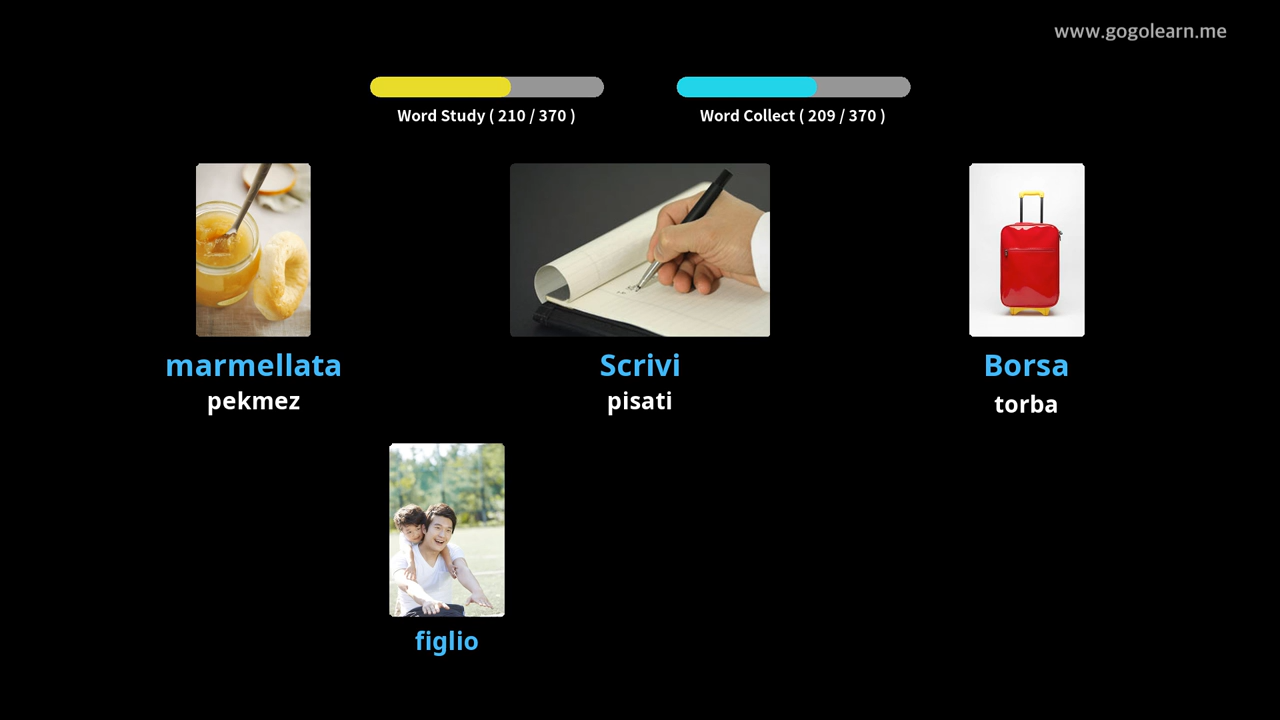 www.gogolearn.me
Word Study ( 210 / 370 )
Word Collect ( 209 / 370 )
marmellata
pekmez
Scrivi
pisati
Borsa
torba
figlio